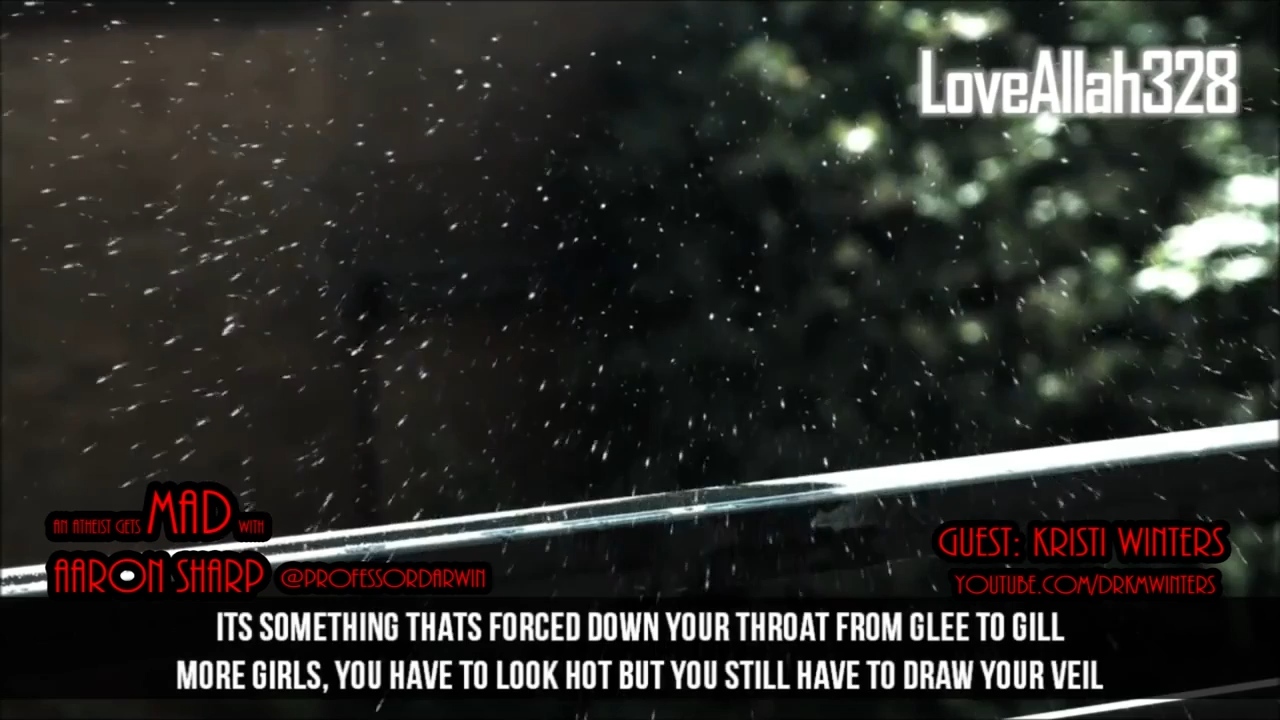 LoveAllah328
AN ATHEIST GETS MAD WITH
AARON SHARP @PROFESSORDARWIN
GUEST: KRISTI WINTERS
YOUTUBE.COM/DRKMWINTERS
ITS SOMETHING THATS FORCED DOWN YOUR THROAT FROM GLEE TO GILL
MORE GIRLS, YOU HAVE TO LOOK HOT BUT YOU STILL HAVE TO DRAW YOUR VEIL